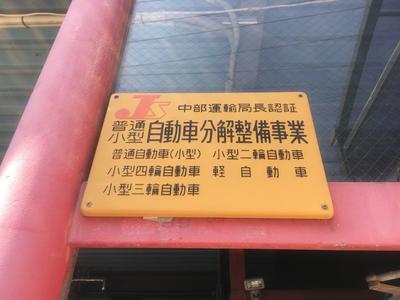 JS 中部運輸局長認証
普通 小型 自動車分解整備事業
普通自動車(小型) 小型二輪自動車
小型四輪自動車 軽自動車
小型三輪自動車